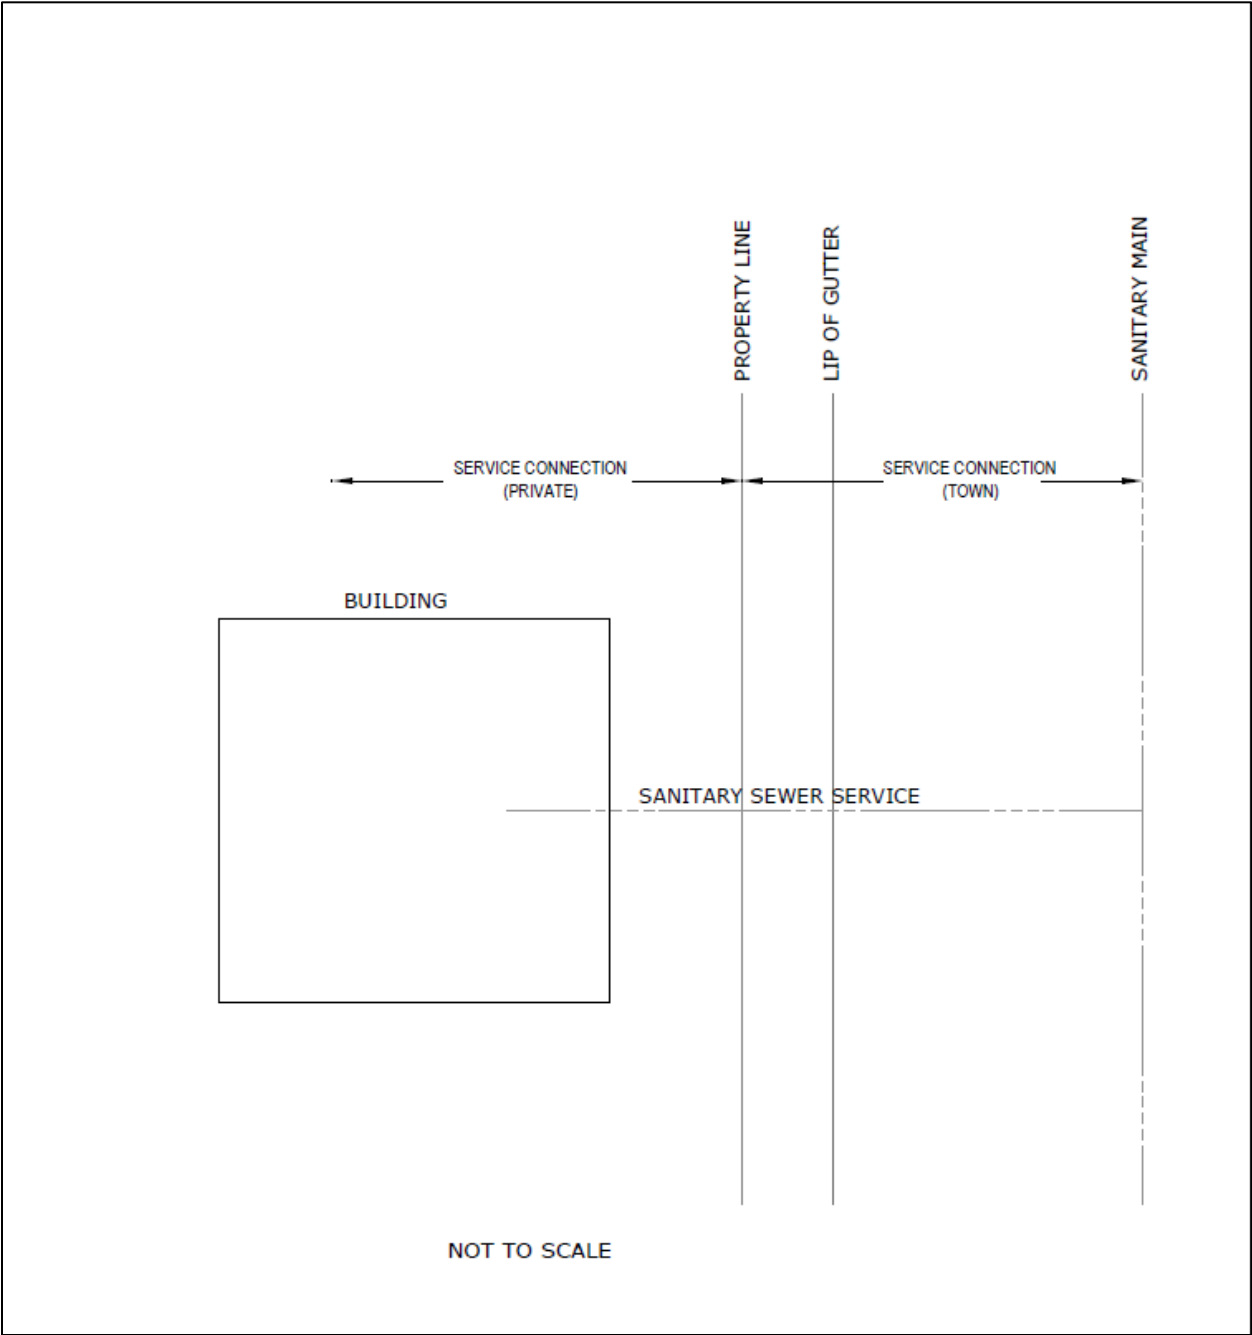 PROPERTY LINE
LIP OF GUTTER
SANITARY MAIN
SERVICE CONNECTION
(PRIVATE)
SERVICE CONNECTION
(TOWN)
BUILDING
SANITARY SEWER SERVICE
NOT TO SCALE